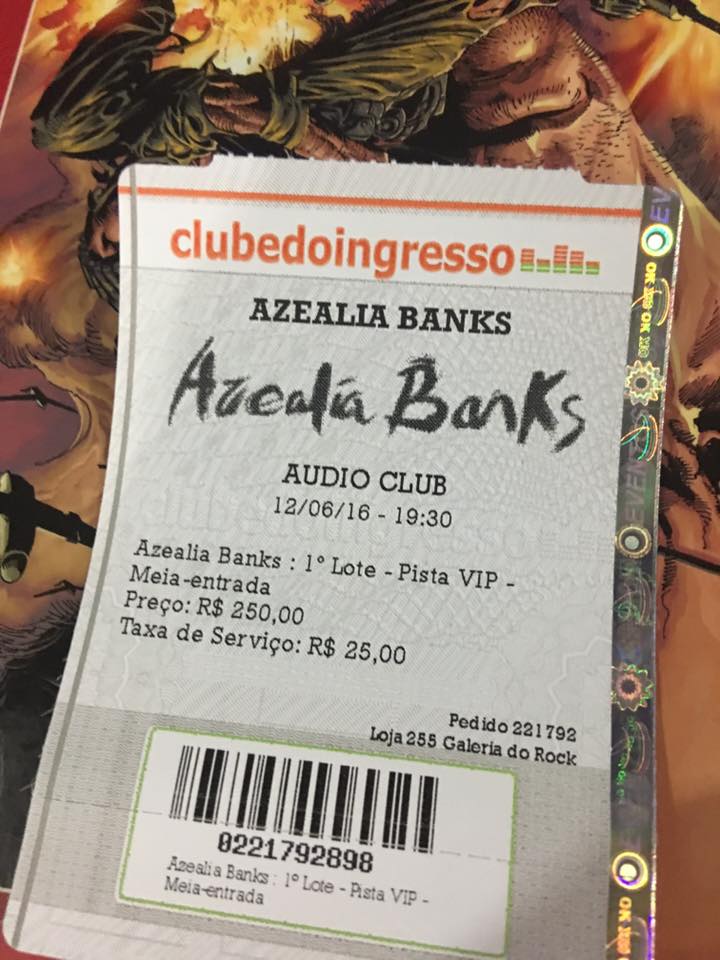 clubedoingresso
AZEALIA BANKS
Azealia Banks
AUDIO CLUB
12/06/16 - 19:30
Azealia Banks : 1º Lote - Pista VIP -
Meia-entrada
Preço: R$ 250,00
Taxa de Serviço: R$ 25,00
Pedido 221792
Loja 255 Galeria do Rock
0221792898
Azealia Banks : 1º Lote - Pista VIP -
Meia-entrada